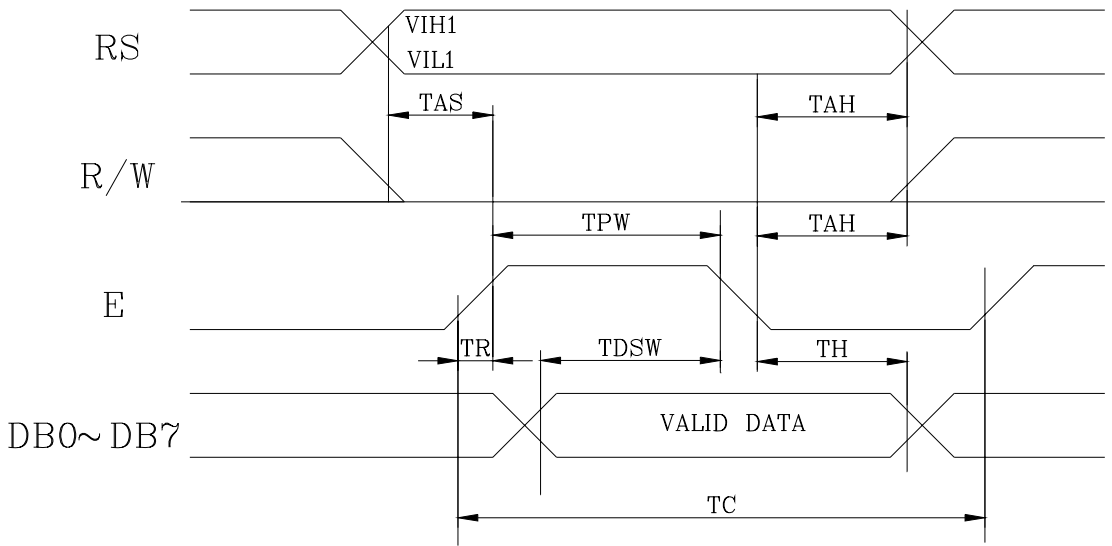 VIH1
RS
VIL1
TAS
TAH
R/W
TPW
TAH
E
TR
TDSW
TH
DB0~DB7
VALID DATA
TC